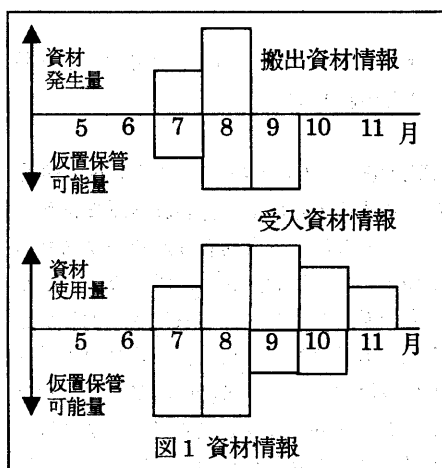 資材
発生量
搬出資材情報
5 6 7 8 9 10 11 月
仮置保管
可能量
受入資材情報
資材
使用量
5 6 7 8 9 10 11 月
仮置保管
可能量
図1 資材情報